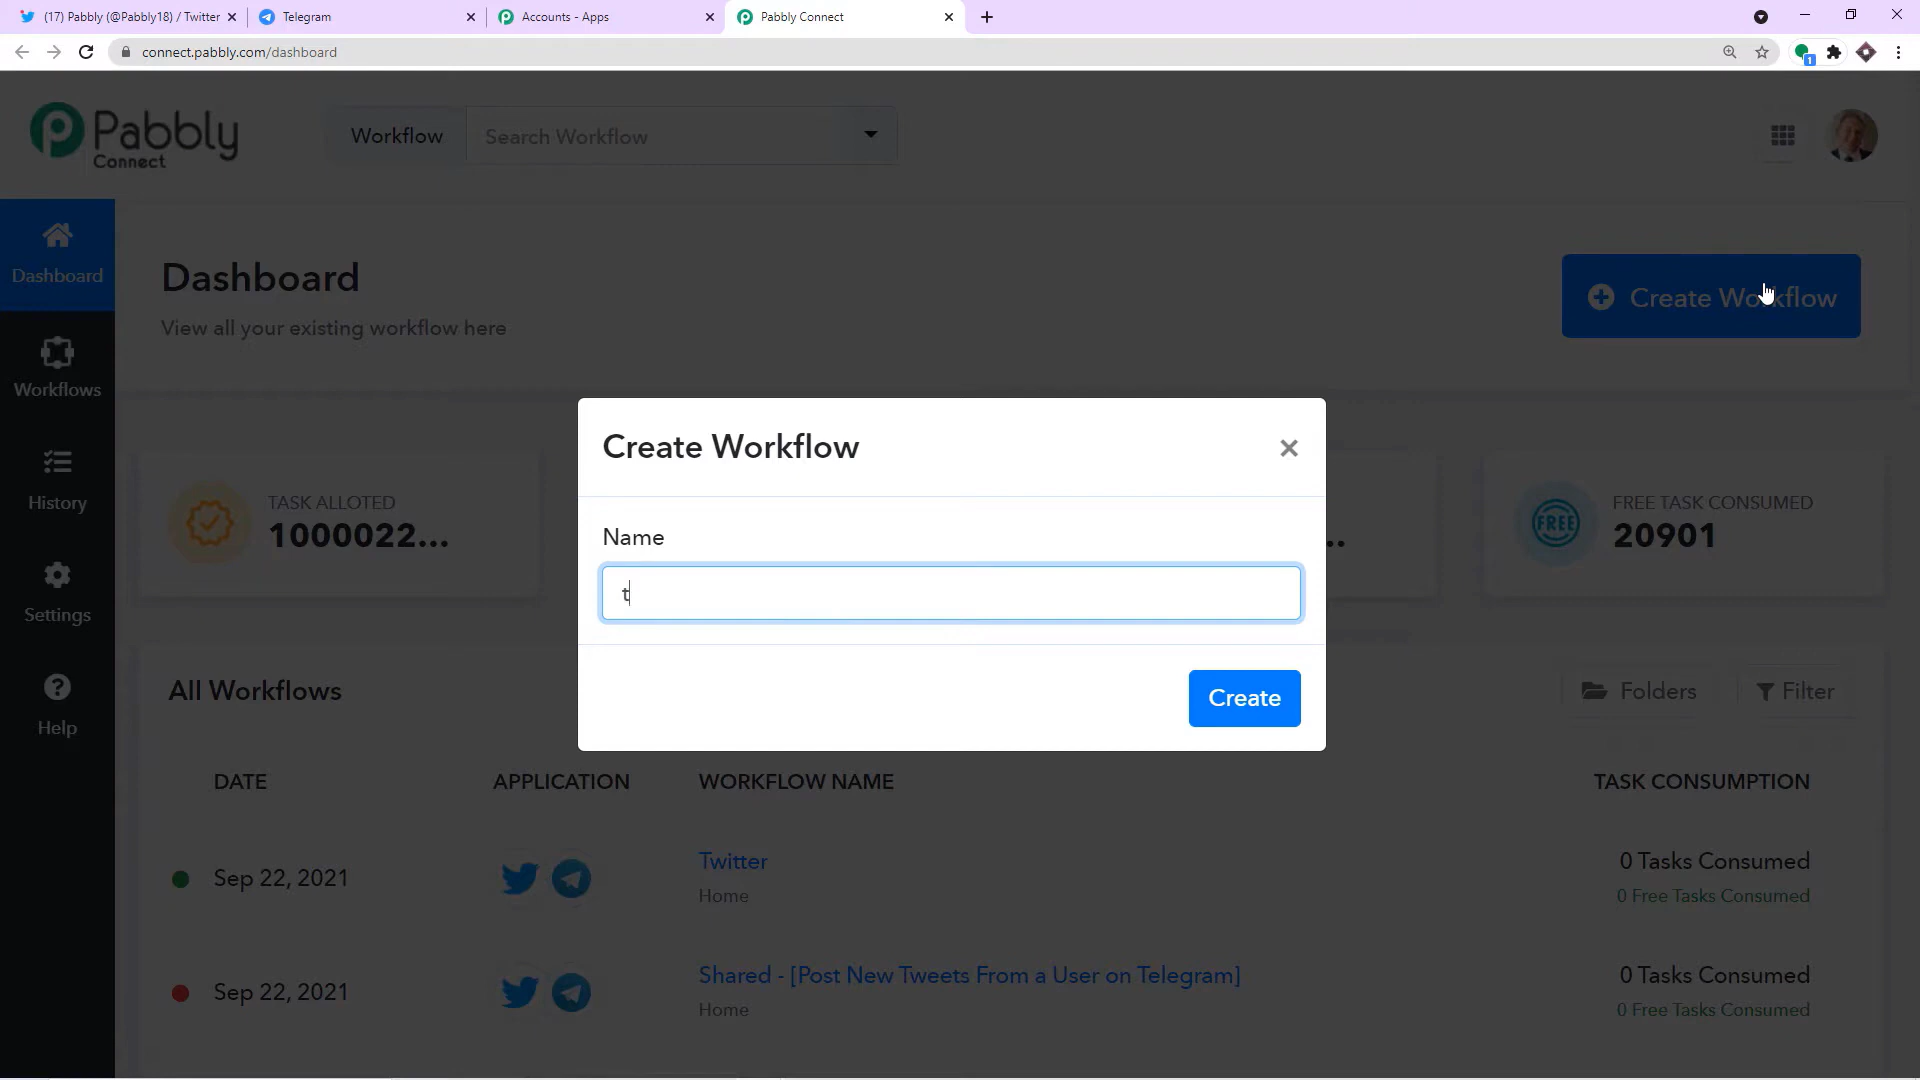 (17) Pabbly (@Pabbly18) / Twitter
Telegram
Accounts - Apps
Pabbly Connect
connect.pabbly.com/dashboard
1
Pabbly
Connect
Workflow
Search Workflow
Dashboard
Workflows
History
Settings
Help
Dashboard
View all your existing workflow here
Create Workflow
TASK ALLOTED
1000022...
..
FREE
FREE TASK CONSUMED
20901
Create Workflow
Name
t
Create
All Workflows
Folders
Filter
DATE
APPLICATION
WORKFLOW NAME
TASK CONSUMPTION
Sep 22, 2021
Twitter
Home
0 Tasks Consumed
0 Free Tasks Consumed
Sep 22, 2021
Shared - [Post New Tweets From a User on Telegram]
Home
0 Tasks Consumed
0 Free Tasks Consumed